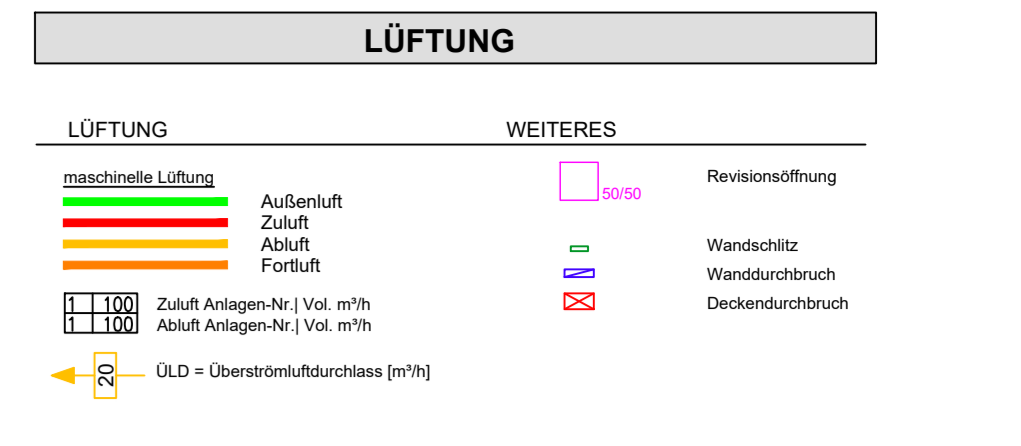 LÜFTUNG
LÜFTUNG
maschinelle Lüftung
Außenluft
Zuluft
Abluft
Fortluft
1 100 Zuluft Anlagen-Nr.| Vol. m³/h
1 100 Abluft Anlagen-Nr.| Vol. m³/h
20 ÜLD = Überströmluftdurchlass [m³/h]
WEITERES
50/50 Revisionsöffnung
Wandschlitz
Wanddurchbruch
Deckendurchbruch